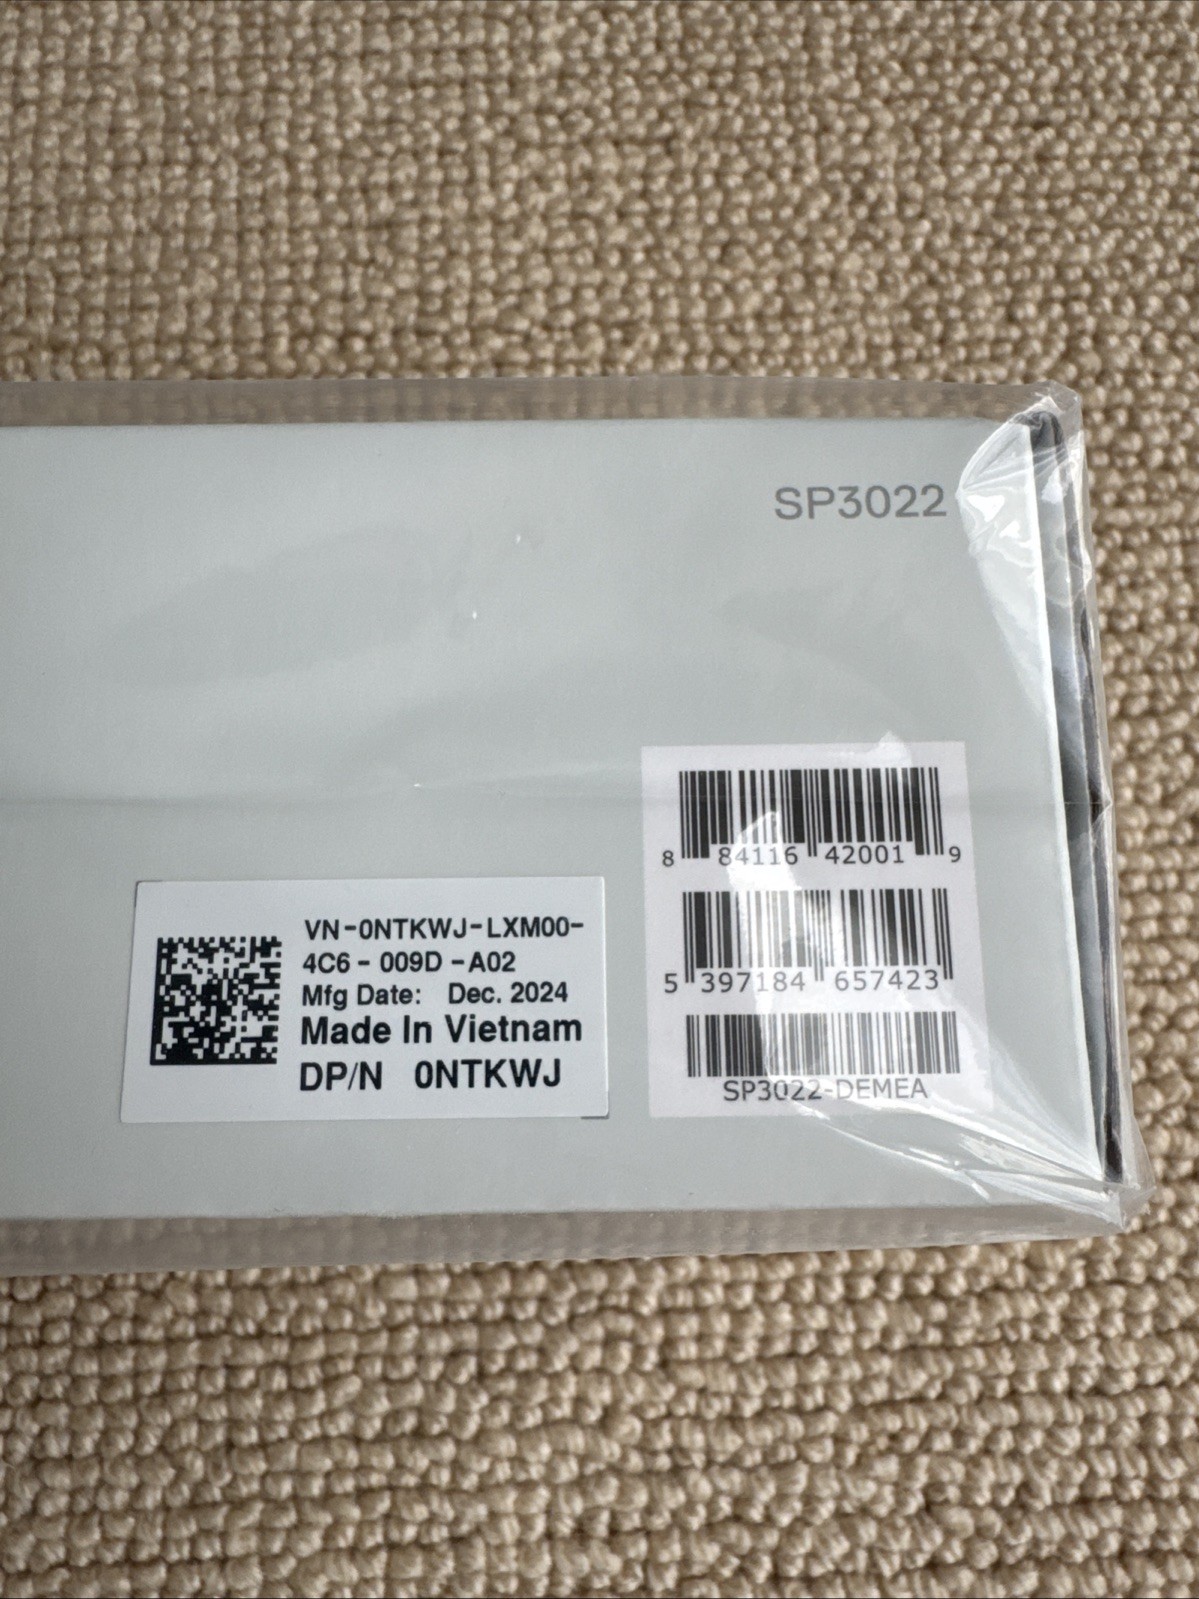 SP3022
8 84116 42001 9
5 397184 657423
SP3022-DEMEA
VN-0NTKWJ-LXM00-
4C6 - 009D -A02
Mfg Date: Dec. 2024
Made In Vietnam
DP/N 0NTKWJ